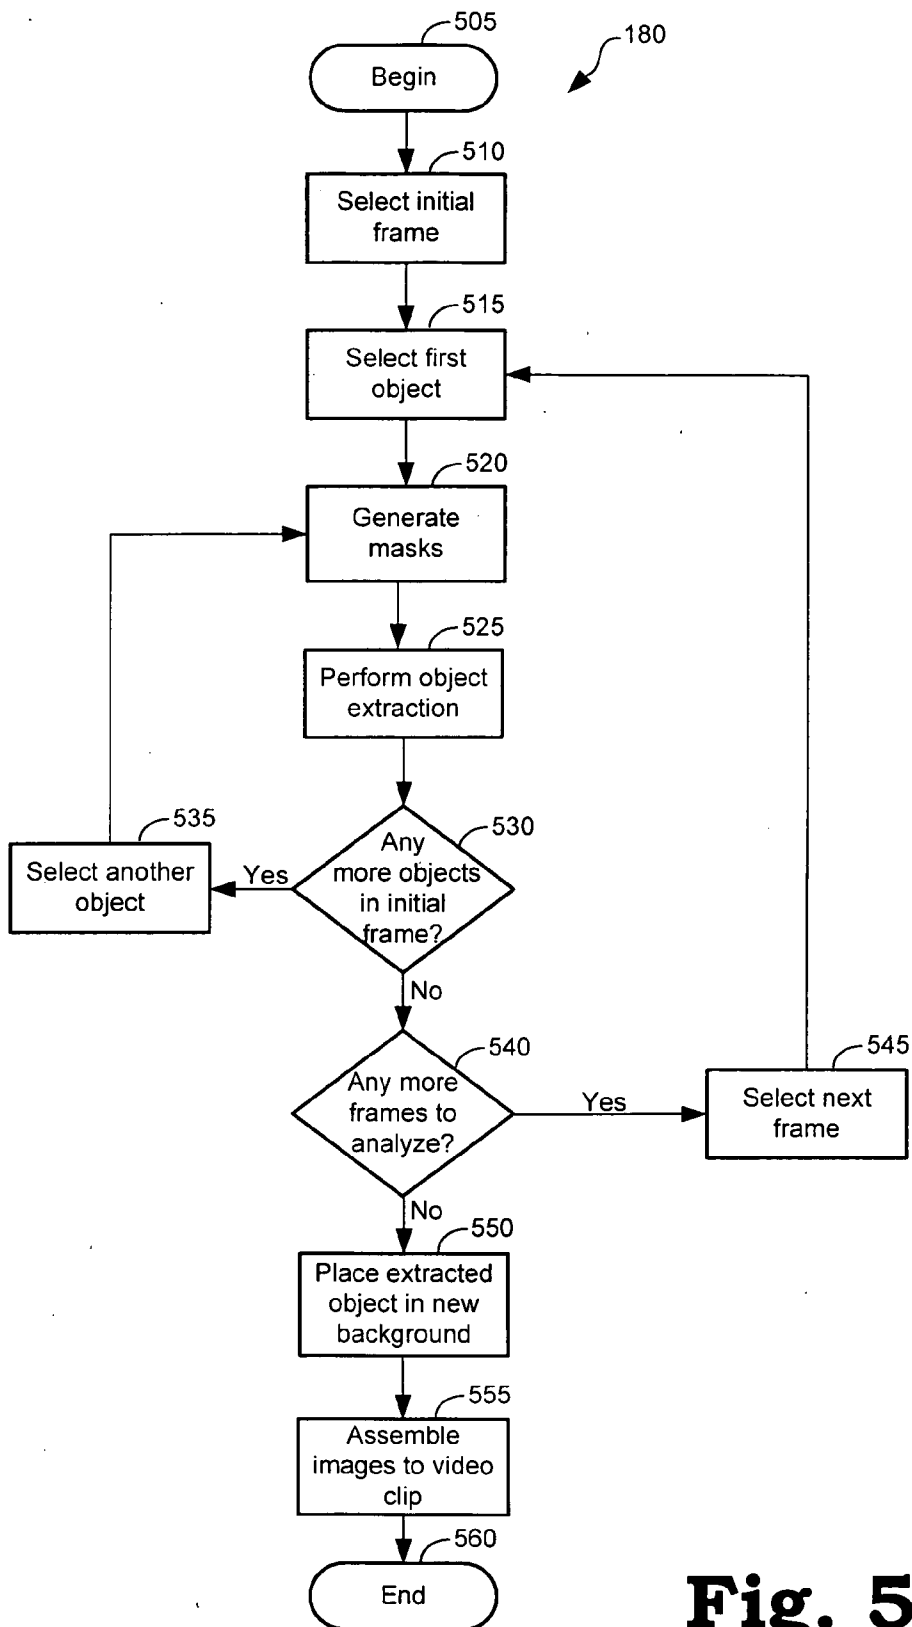 505
180
Begin
510
Select initial
frame
515
Select first
object
520
Generate
masks
525
Perform object
extraction
530
Any
more objects
in initial
frame?
535
Select another
object
Yes
No
540
Any more
frames to
analyze?
Yes
545
Select next
frame
No
550
Place extracted
object in new
background
555
Assemble
images to video
clip
560
End
Fig. 5